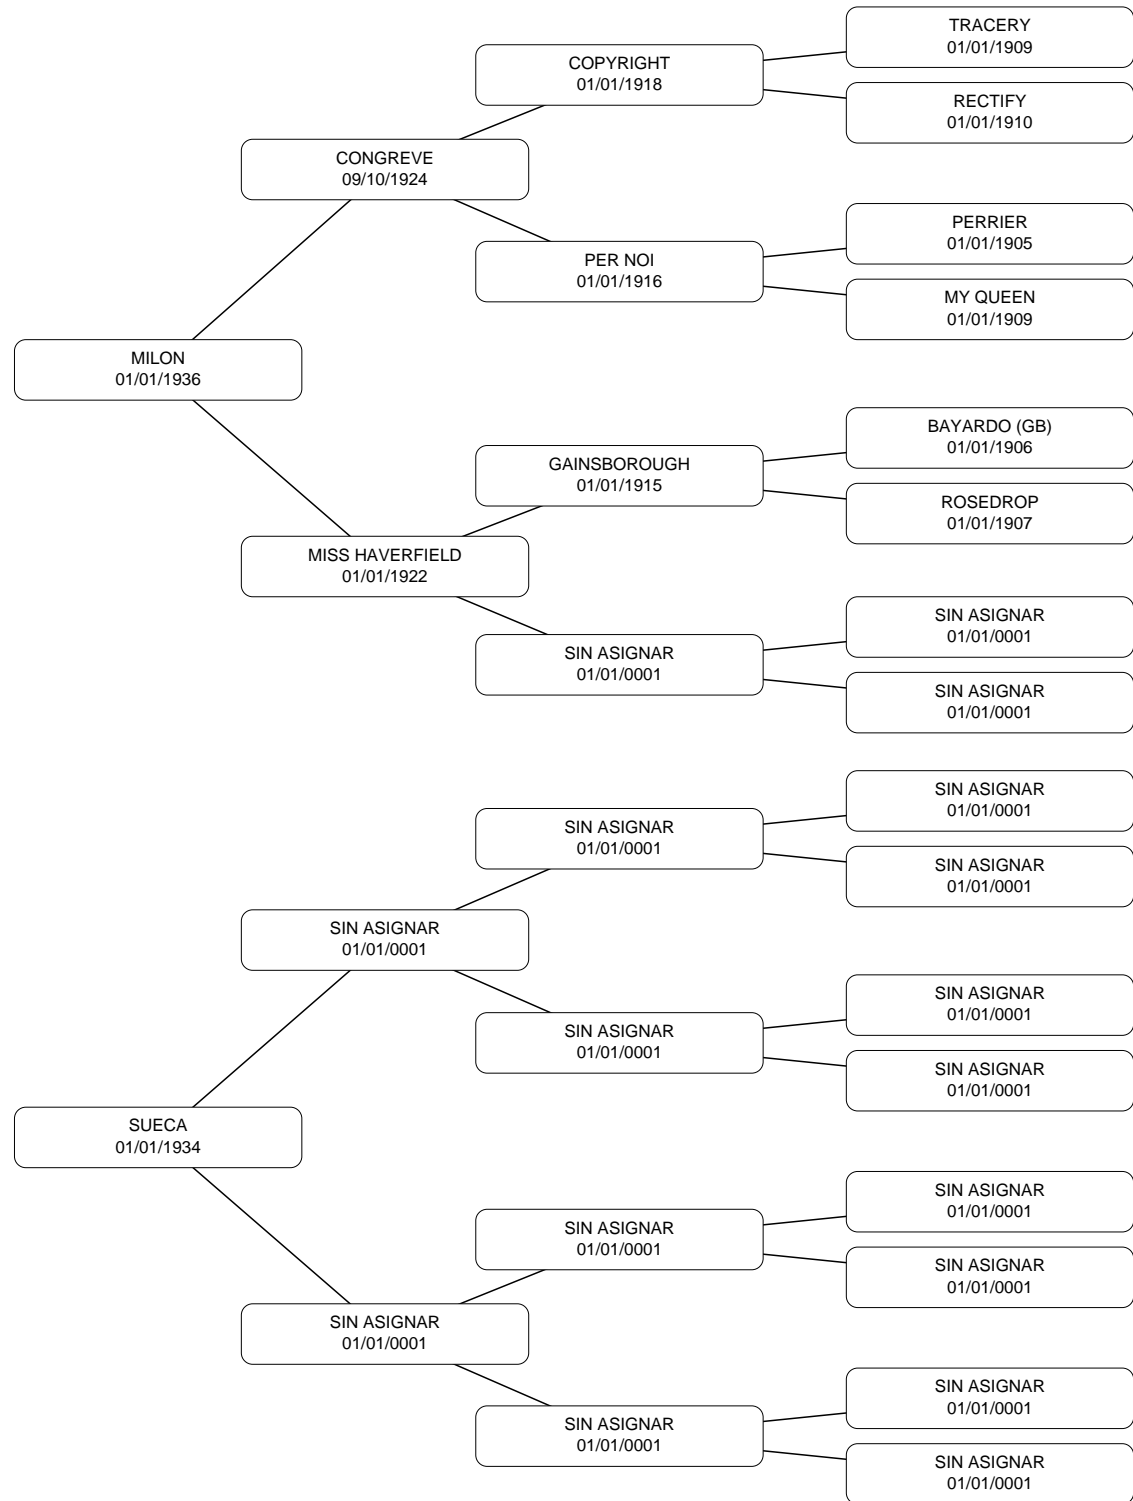 TRACERY
01/01/1909
COPYRIGHT
01/01/1918
RECTIFY
01/01/1910
CONGREVE
09/10/1924
PERRIER
01/01/1905
PER NOI
01/01/1916
MY QUEEN
01/01/1909
MILON
01/01/1936
BAYARDO (GB)
01/01/1906
GAINSBOROUGH
01/01/1915
ROSEDROP
01/01/1907
MISS HAVERFIELD
01/01/1922
SIN ASIGNAR
01/01/0001
SIN ASIGNAR
01/01/0001
SIN ASIGNAR
01/01/0001
SIN ASIGNAR
01/01/0001
SIN ASIGNAR
01/01/0001
SIN ASIGNAR
01/01/0001
SIN ASIGNAR
01/01/0001
SIN ASIGNAR
01/01/0001
SIN ASIGNAR
01/01/0001
SIN ASIGNAR
01/01/0001
SUECA
01/01/1934
SIN ASIGNAR
01/01/0001
SIN ASIGNAR
01/01/0001
SIN ASIGNAR
01/01/0001
SIN ASIGNAR
01/01/0001
SIN ASIGNAR
01/01/0001
SIN ASIGNAR
01/01/0001
SIN ASIGNAR
01/01/0001